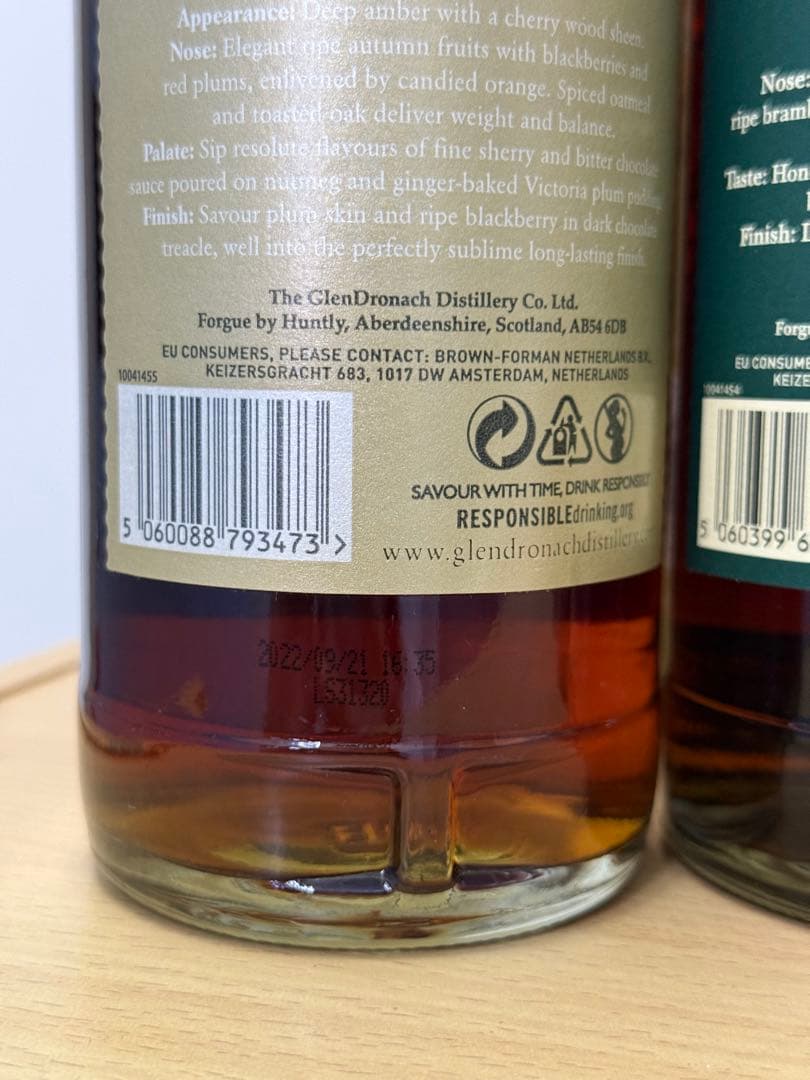 Appearance: Deep amber with a cherry wood sheen.
Nose: Elegant ripe autumn fruits with blackberries and
red plums, enlivened by candied orange. Spiced oatmeal
and toasted oak deliver weight and balance.
Palate: Sip resolute flavours of fine sherry and bitter chocolate
sauce poured on nutmeg and ginger-baked Victoria plum pudding.
Finish: Savour plum skin and ripe blackberry in dark chocolate
treacle, well into the perfectly sublime long-lasting finish.
The GlenDronach Distillery Co. Ltd.
Forgue by Huntly, Aberdeenshire, Scotland, AB54 6DB
EU CONSUMERS, PLEASE CONTACT: BROWN-FORMAN NETHERLANDS B.V.,
KEIZERSGRACHT 683, 1017 DW AMSTERDAM, NETHERLANDS
10041455
5 060088 793473 >
SAVOUR WITH TIME, DRINK RESPONSIBLY
RESPONSIBLEdrinking.org
www.glendronachdistillery.
2022/09/21 16:35
LS31320
Nose:
ripe
Taste:
Finish:
EU
10041454
5 060399 6